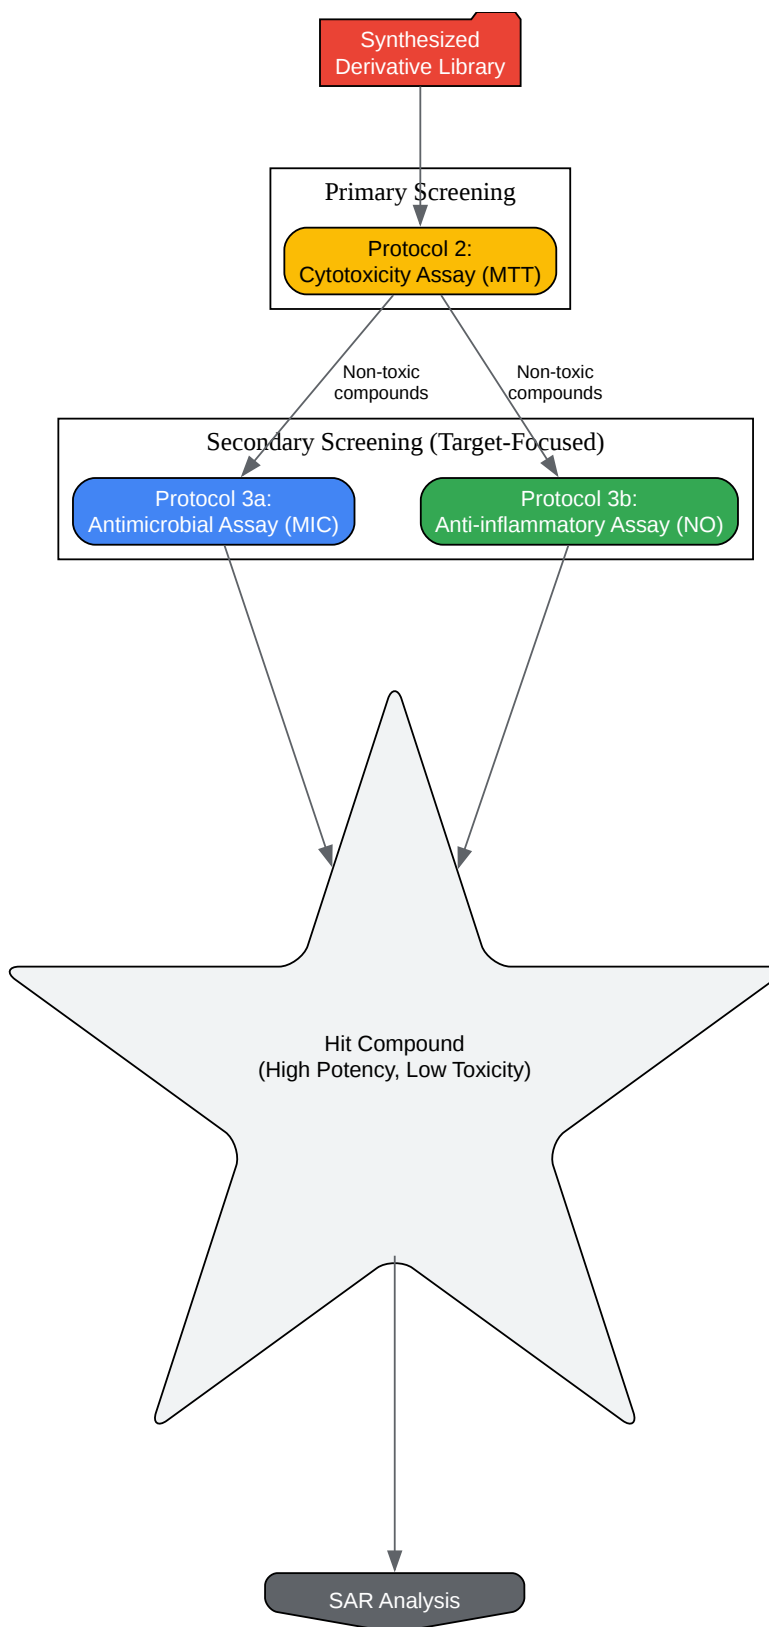 Synthesized
Derivative Library
Primary Screening
Protocol 2:
Cytotoxicity Assay (MTT)
Non-toxic
compounds
Non-toxic
compounds
Secondary Screening (Target-Focused)
Protocol 3a:
Antimicrobial Assay (MIC)
Protocol 3b:
Anti-inflammatory Assay (NO)
Hit Compound
(High Potency, Low Toxicity)
SAR Analysis